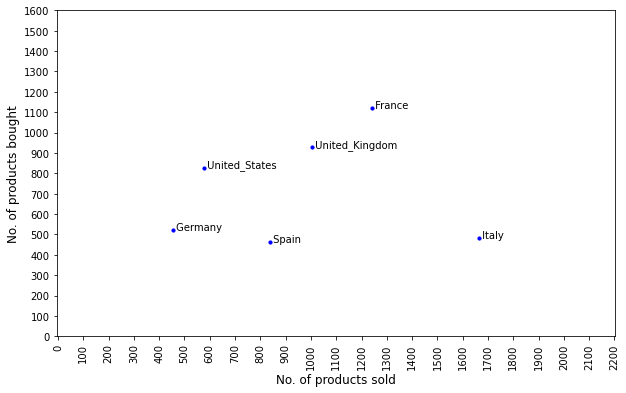 1600
1500
1400
1300
1200
1100
1000
900
800
700
600
500
400
300
200
100
0
No. of products bought
France
United_Kingdom
United_States
Germany
Spain
Italy
0 100 200 300 400 500 600 700 800 900 1000 1100 1200 1300 1400 1500 1600 1700 1800 1900 2000 2100 2200
No. of products sold